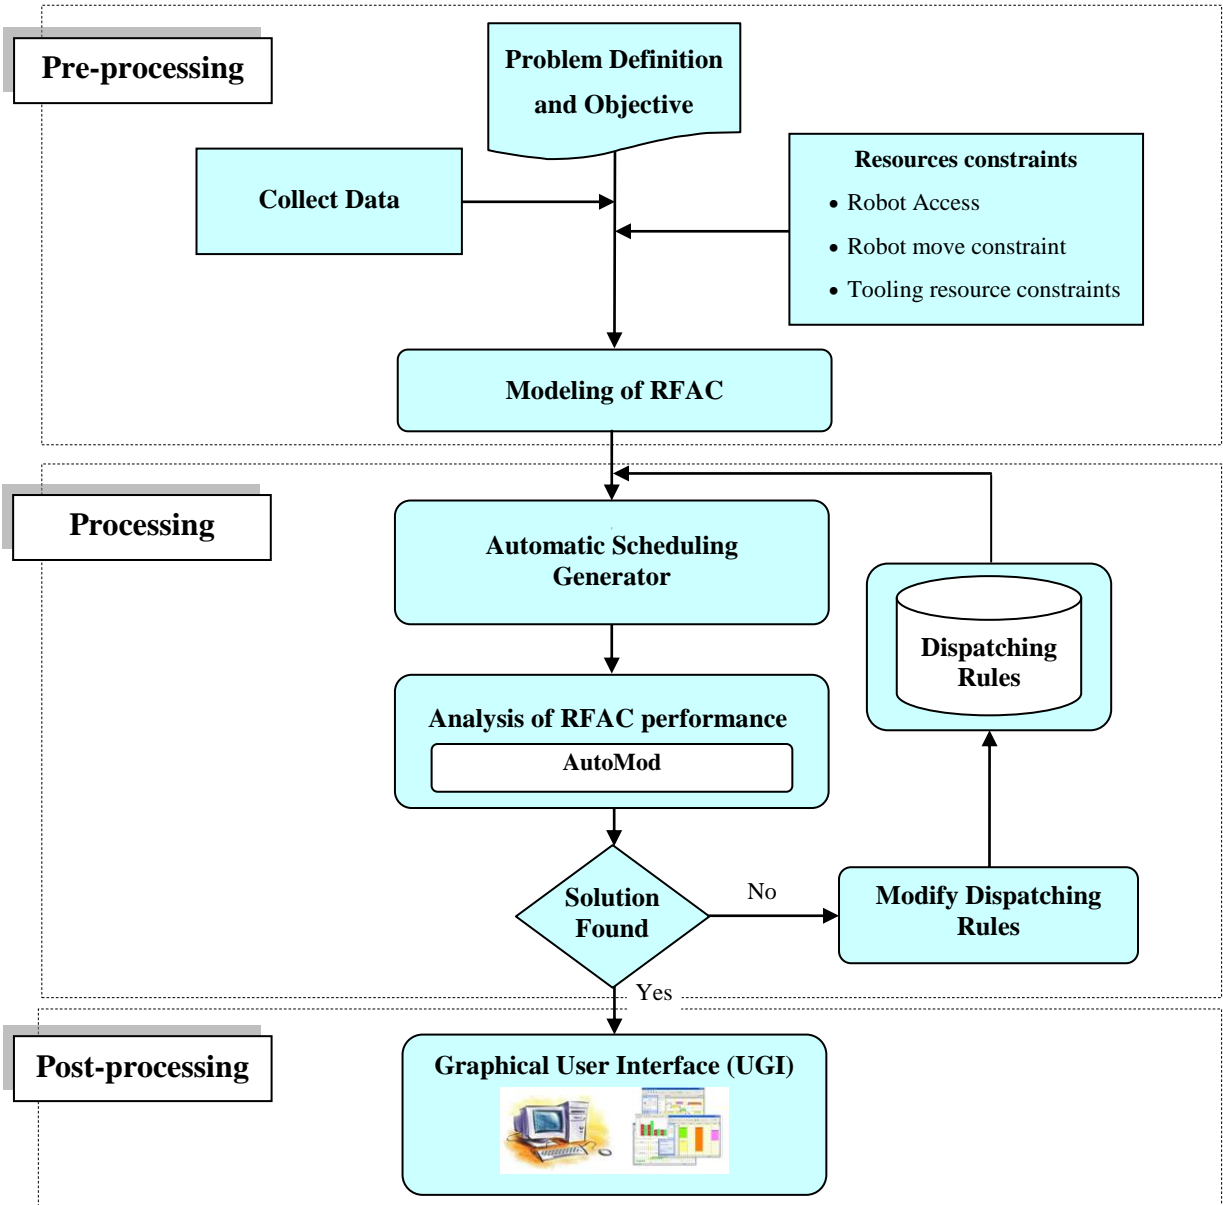 Pre-processing
Problem Definition
and Objective
Collect Data
Resources constraints
• Robot Access
• Robot move constraint
• Tooling resource constraints
Modeling of RFAC
Processing
Automatic Scheduling
Generator
Dispatching
Rules
Analysis of RFAC performance
AutoMod
Solution
Found
No
Modify Dispatching
Rules
Yes
Post-processing
Graphical User Interface (UGI)